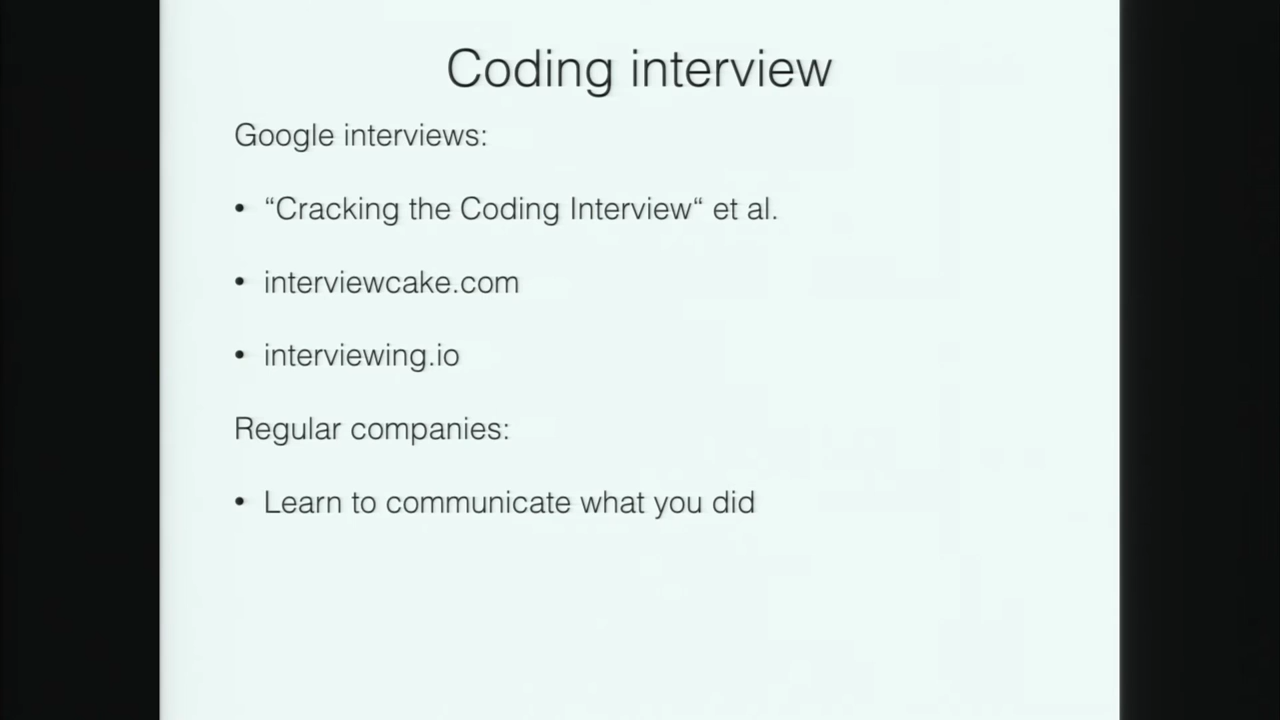 Coding interview
Google interviews:
• “Cracking the Coding Interview“ et al.
• interviewcake.com
• interviewing.io
Regular companies:
• Learn to communicate what you did